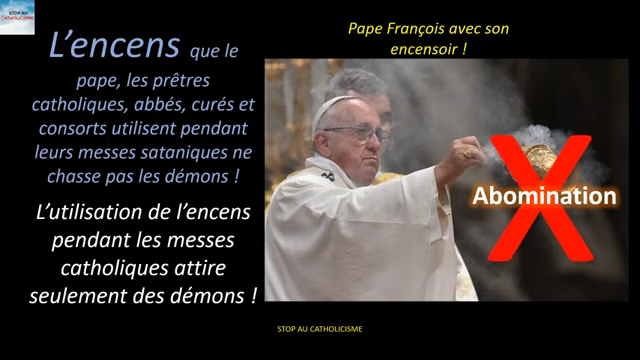 STOP AU
CATHOLICISME
L’encens que le
pape, les prêtres
catholiques, abbés, curés et
consorts utilisent pendant
leurs messes sataniques ne
chasse pas les démons !
L’utilisation de l’encens
pendant les messes
catholiques attire
seulement des démons !
Pape François avec son
encensoir !
X
Abomination
STOP AU CATHOLICISME